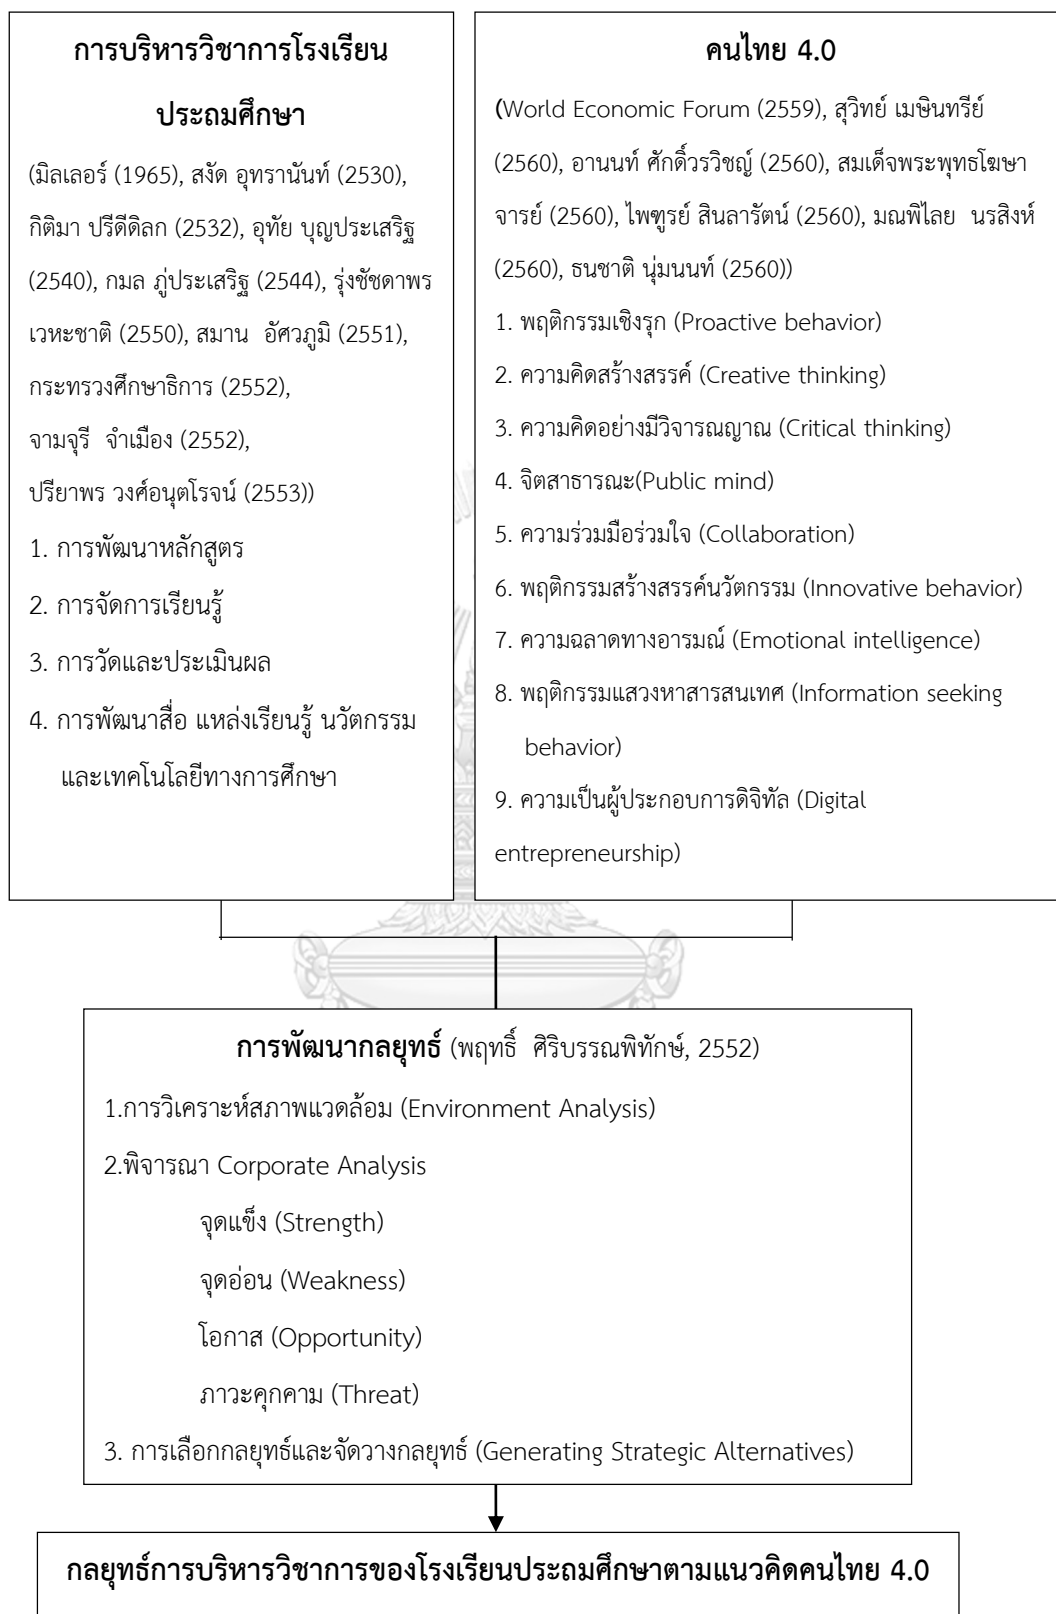 การบริหารวิชาการโรงเรียน
ประถมศึกษา
(มิลเลอร์ (1965), สงัด อุทรานันท์ (2530),
กิติมา ปรีดีดิลก (2532), อุทัย บุญประเสริฐ
(2540), กมล ภู่ประเสริฐ (2544), รุ่งชัชดาพร
เวหะชาติ (2550), สมาน อัศวภูมิ (2551),
กระทรวงศึกษาธิการ (2552),
จามจุรี จำเมือง (2552),
ปรียาพร วงศ์อนุตโรจน์ (2553))
1. การพัฒนาหลักสูตร
2. การจัดการเรียนรู้
3. การวัดและประเมินผล
4. การพัฒนาสื่อ แหล่งเรียนรู้ นวัตกรรม
และเทคโนโลยีทางการศึกษา
คนไทย 4.0
(World Economic Forum (2559), สุวิทย์ เมษินทรีย์
(2560), อานนท์ ศักดิ์วรวิชญ์ (2560), สมเด็จพระพุทธโฆษา
จารย์ (2560), ไพฑูรย์ สินลารัตน์ (2560), มณพิไลย นรสิงห์
(2560), ธนชาติ นุ่มนนท์ (2560))
1. พฤติกรรมเชิงรุก (Proactive behavior)
2. ความคิดสร้างสรรค์ (Creative thinking)
3. ความคิดอย่างมีวิจารณญาณ (Critical thinking)
4. จิตสาธารณะ(Public mind)
5. ความร่วมมือร่วมใจ (Collaboration)
6. พฤติกรรมสร้างสรรค์นวัตกรรม (Innovative behavior)
7. ความฉลาดทางอารมณ์ (Emotional intelligence)
8. พฤติกรรมแสวงหาสารสนเทศ (Information seeking
behavior)
9. ความเป็นผู้ประกอบการดิจิทัล (Digital
entrepreneurship)
การพัฒนากลยุทธ์ (พฤทธิ์ ศิริบรรณพิทักษ์, 2552)
1.การวิเคราะห์สภาพแวดล้อม (Environment Analysis)
2.พิจารณา Corporate Analysis
จุดแข็ง (Strength)
จุดอ่อน (Weakness)
โอกาส (Opportunity)
ภาวะคุกคาม (Threat)
3. การเลือกกลยุทธ์และจัดวางกลยุทธ์ (Generating Strategic Alternatives)
กลยุทธ์การบริหารวิชาการของโรงเรียนประถมศึกษาตามแนวคิดคนไทย 4.0